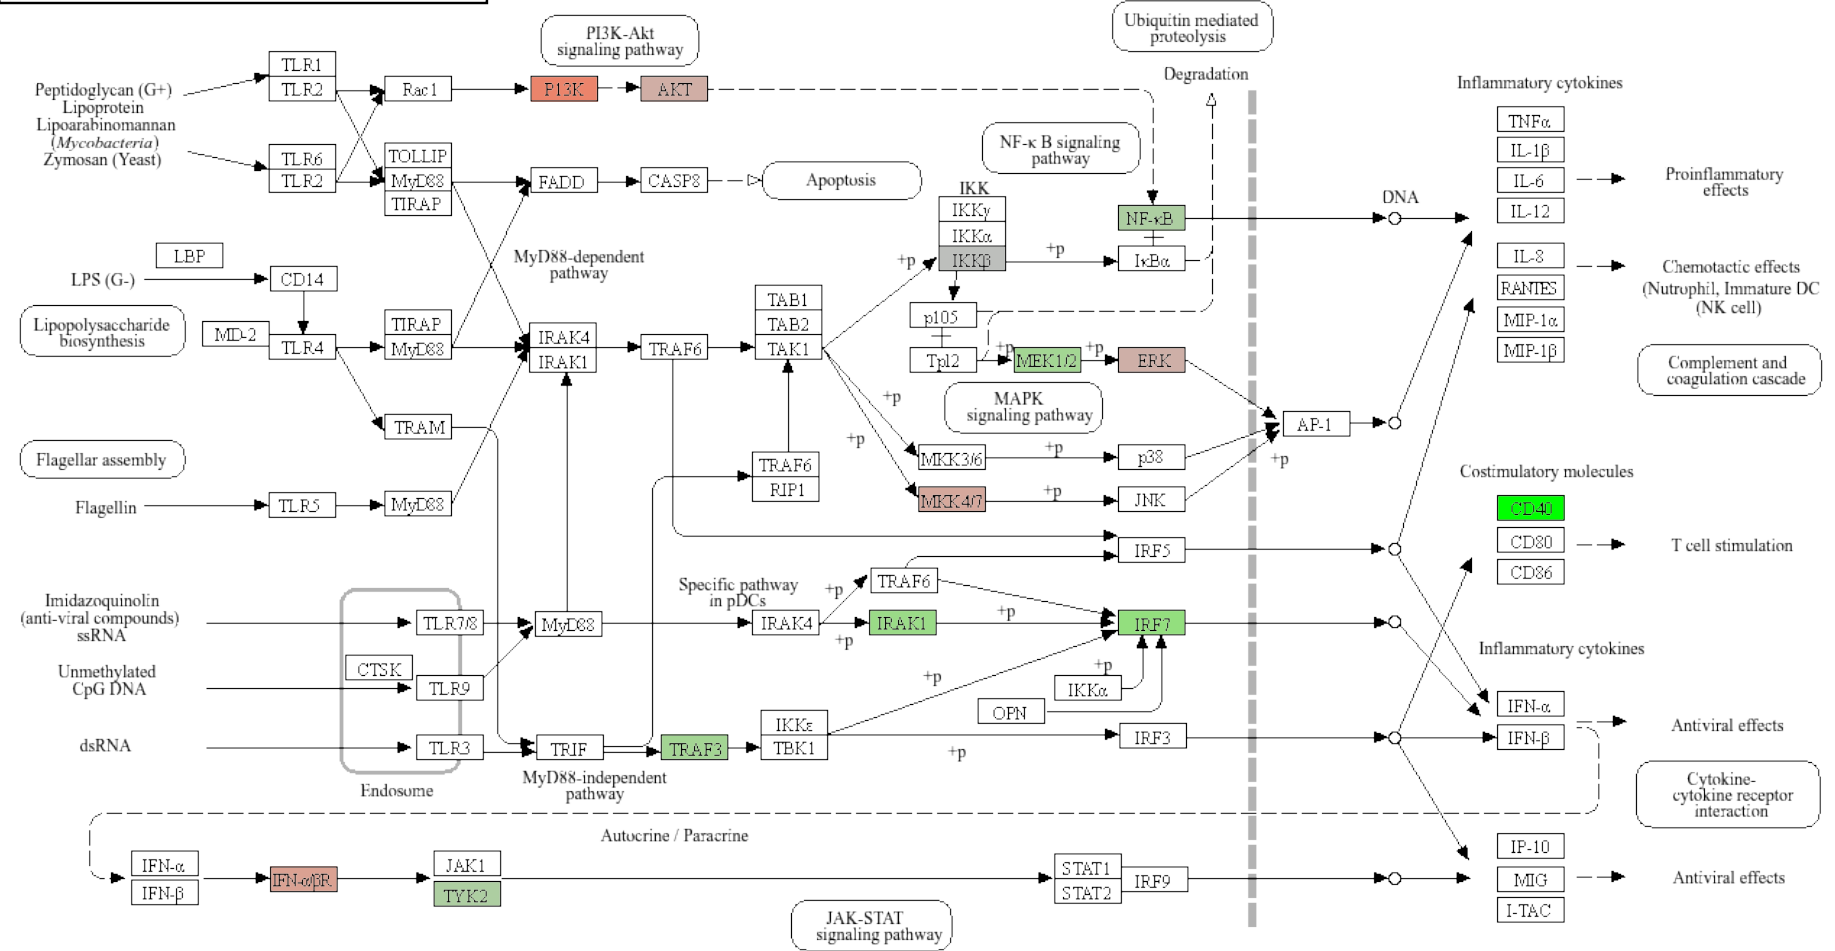 Ubiquitin mediated
proteolysis
PI3K-Akt
signaling pathway
Degradation
Inflammatory cytokines
TLR1
TLR2
Rac1
P13K
AKT
Peptidoglycan (G+)
Lipoprotein
Lipoarabinomannan
(Mycobacteria)
Zymosan (Yeast)
TNFα
IL-1β
IL-6
IL-12
Proinflammatory
effects
NF-κ B signaling
pathway
TLR6
TLR2
TOLLIP
MyD88
TIRAP
FADD
CASP8
Apoptosis
IKK
IKKγ
IKKα
IKKβ
NF-κB
IκBα
DNA
+p
+p
LBP
LPS (G-)
CD14
MyD88-dependent
pathway
IL-8
RANTES
MIP-1α
MIP-1β
Chemotactic effects
(Nutrophil, Immature DC
(NK cell)
Lipopolysaccharide
biosynthesis
MD-2
TLR4
TIRAP
MyD88
IRAK4
IRAK1
TRAF6
TAB1
TAB2
TAK1
p105
Tpl2
+p
MEK1/2
+p
ERK
Complement and
coagulation cascade
MAPK
signaling pathway
+p
+p
TRAM
AP-1
Flagellar assembly
TRAF6
RIP1
MKK3/6
+p
p38
+p
MKK4/7
+p
JNK
Costimulatory molecules
CD40
CD80
CD86
T cell stimulation
Flagellin
TLR5
MyD88
IRF5
Specific pathway
in pDCs
TRAF6
+p
Imidazoquinolin
(anti-viral compounds)
ssRNA
TLR7/8
MyD88
IRAK4
+p
IRAK1
+p
IRF7
Unmethylated
CpG DNA
CTSK
TLR9
+p
+p
IKKα
OPN
Inflammatory cytokines
IFN-α
IFN-β
Antiviral effects
dsRNA
TLR3
TRIF
TRAF3
IKKε
TBK1
+p
IRF3
MyD88-independent
pathway
Endosome
Cytokine-
cytokine receptor
interaction
Autocrine / Paracrine
IFN-α
IFN-β
IFN-α/βR
JAK1
TYK2
STAT1
STAT2
IRF9
IP-10
MIG
I-TAC
Antiviral effects
JAK-STAT
signaling pathway